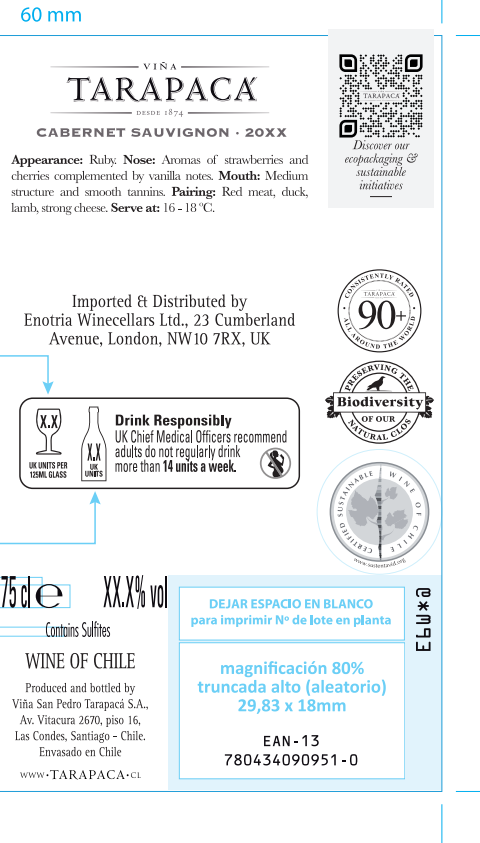 60 mm
VIÑA
TARAPACÁ
DESDE 1874
CABERNET SAUVIGNON · 20XX
Appearance: Ruby. Nose: Aromas of strawberries and
cherries complemented by vanilla notes. Mouth: Medium
structure and smooth tannins. Pairing: Red meat, duck,
lamb, strong cheese. Serve at: 16 - 18 ºC.
TARAPACÁ
Discover our
ecopackaging &
sustainable
initiatives
Imported & Distributed by
Enotria Winecellars Ltd., 23 Cumberland
Avenue, London, NW10 7RX, UK
CONSISTENTLY RATED
TARAPACÁ
90+
ALL AROUND THE WORLD
PRESERVING THE
Biodiversity
OF OUR
NATURAL CLOS
X.X
UK UNITS PER
125ML GLASS
X.X
UK
UNITS
Drink Responsibly
UK Chief Medical Officers recommend
adults do not regularly drink
more than 14 units a week.
CERTIFIED SUSTAINABLE WINE OF CHILE
www.sustentavid.org
75 cl e XX.X% vol
Contains Sulfites
WINE OF CHILE
Produced and bottled by
Viña San Pedro Tarapacá S.A.,
Av. Vitacura 2670, piso 16,
Las Condes, Santiago - Chile.
Envasado en Chile
WWW·TARAPACA·CL
DEJAR ESPACIO EN BLANCO
para imprimir Nº de lote en planta
magnificación 80%
truncada alto (aleatorio)
29,83 x 18mm
EAN-13
780434090951-0